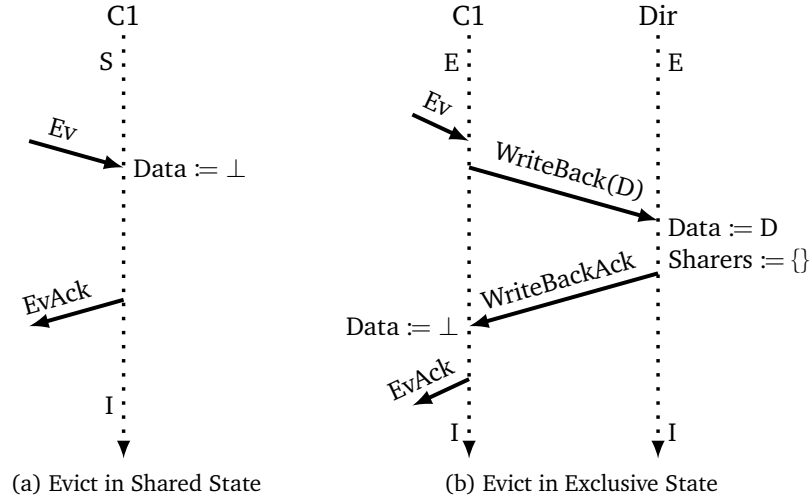 C1
S
Ev
Data := ⊥
EvAck
I
(a) Evict in Shared State
C1
Dir
E
E
Ev
WriteBack(D)
Data := D
Sharers := {}
WriteBackAck
Data := ⊥
EvAck
I
I
(b) Evict in Exclusive State